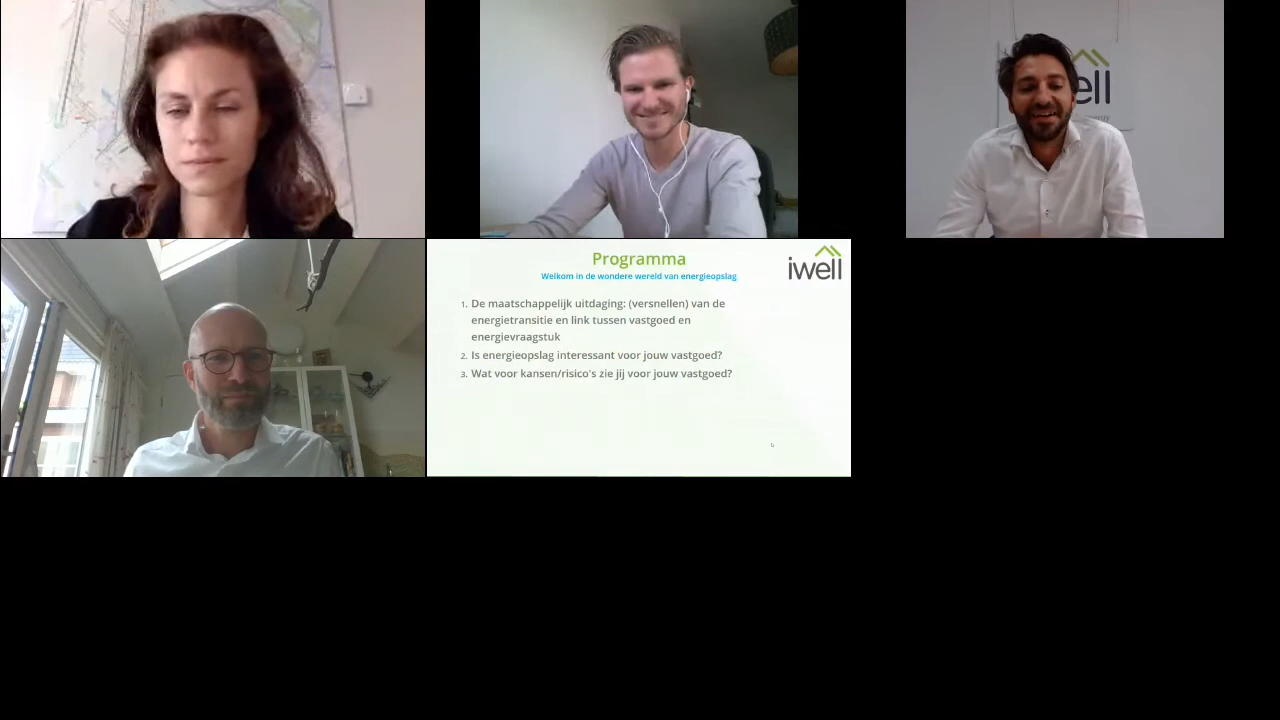 ell
Programma
iwell
Welkom in de wondere wereld van energieopslag
1. De maatschappelijk uitdaging: (versnellen) van de
energietransitie en link tussen vastgoed en
energievraagstuk
2. Is energieopslag interessant voor jouw vastgoed?
3. Wat voor kansen/risico's zie jij voor jouw vastgoed?